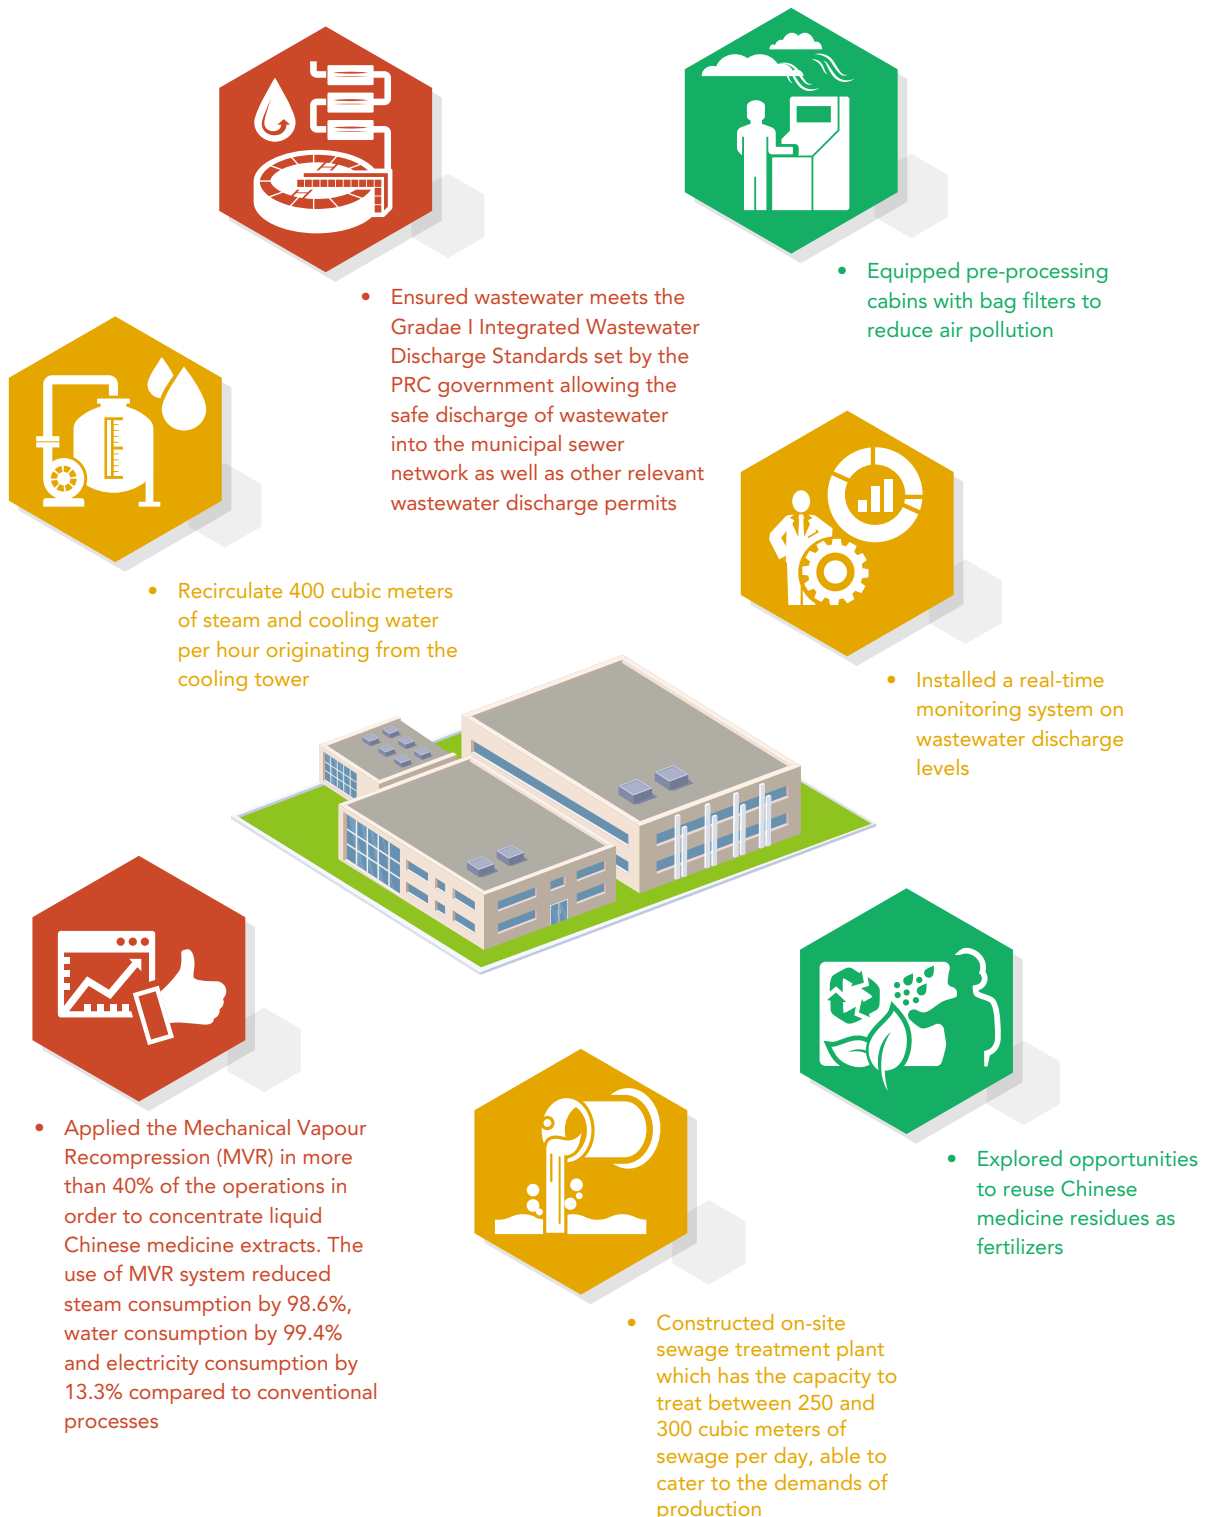 • Equipped pre-processing
cabins with bag filters to
reduce air pollution
• Ensured wastewater meets the
Gradae I Integrated Wastewater
Discharge Standards set by the
PRC government allowing the
safe discharge of wastewater
into the municipal sewer
network as well as other relevant
wastewater discharge permits
• Recirculate 400 cubic meters
of steam and cooling water
per hour originating from the
cooling tower
• Installed a real-time
monitoring system on
wastewater discharge
levels
• Applied the Mechanical Vapour
Recompression (MVR) in more
than 40% of the operations in
order to concentrate liquid
Chinese medicine extracts. The
use of MVR system reduced
steam consumption by 98.6%,
water consumption by 99.4%
and electricity consumption by
13.3% compared to conventional
processes
• Explored opportunities
to reuse Chinese
medicine residues as
fertilizers
• Constructed on-site
sewage treatment plant
which has the capacity to
treat between 250 and
300 cubic meters of
sewage per day, able to
cater to the demands of
production